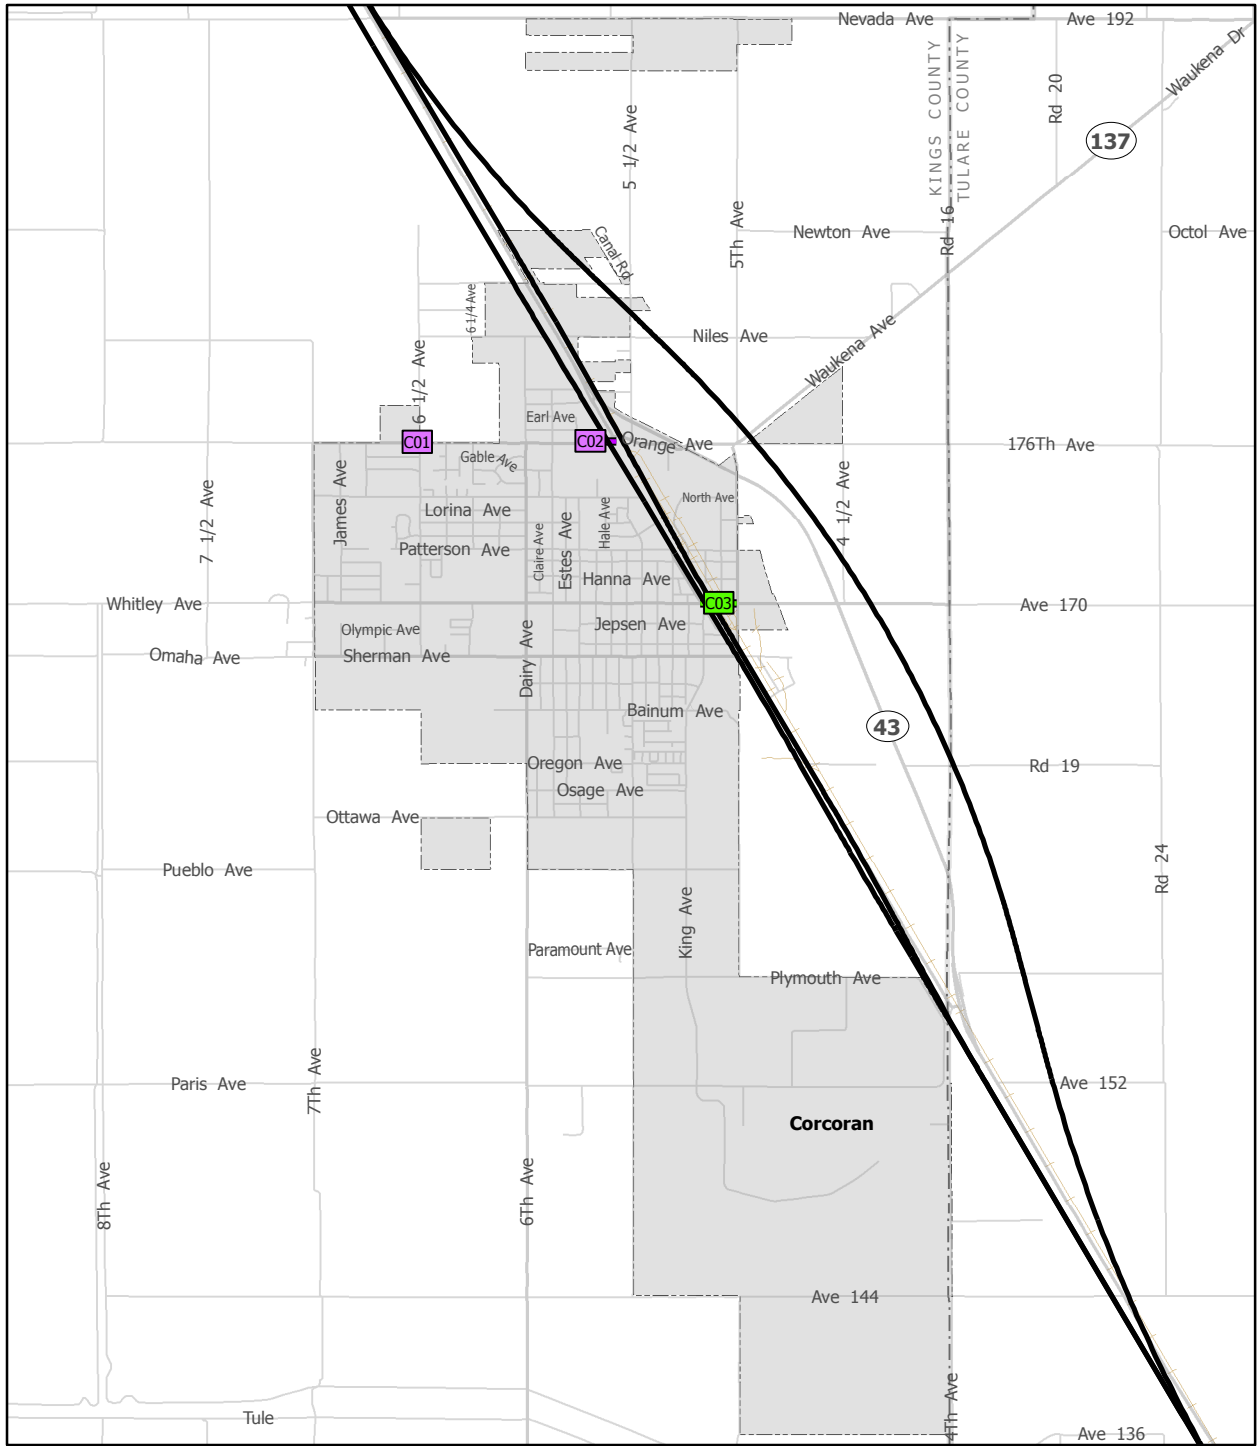 Nevada Ave
Ave 192
Waukena Dr
KINGS COUNTY
TULARE COUNTY
Rd 20
137
5 1/2 Ave
5Th Ave
Rd 16
Newton Ave
Octol Ave
Canal Rd
6 1/4 Ave
Niles Ave
Waukena Ave
6 1/2 Ave
Earl Ave
C01
C02
Orange Ave
176Th Ave
Gable Ave
James Ave
7 1/2 Ave
North Ave
4 1/2 Ave
Lorina Ave
Hale Ave
Claire Ave
Estes Ave
Patterson Ave
Hanna Ave
Whitley Ave
C03
Ave 170
Jepsen Ave
Olympic Ave
Omaha Ave
Sherman Ave
Dairy Ave
Bainum Ave
43
Oregon Ave
Rd 19
Osage Ave
Ottawa Ave
Pueblo Ave
Rd 24
King Ave
Paramount Ave
Plymouth Ave
Paris Ave
7Th Ave
Ave 152
Corcoran
8Th Ave
6Th Ave
Ave 144
4Th Ave
Tule
Ave 136